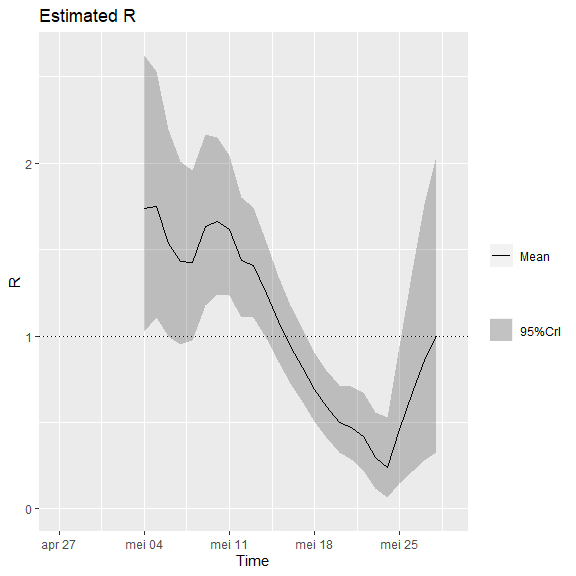 Estimated R
R
2
1
0
apr 27
mei 04
mei 11
mei 18
mei 25
Time
Mean
95%CrI